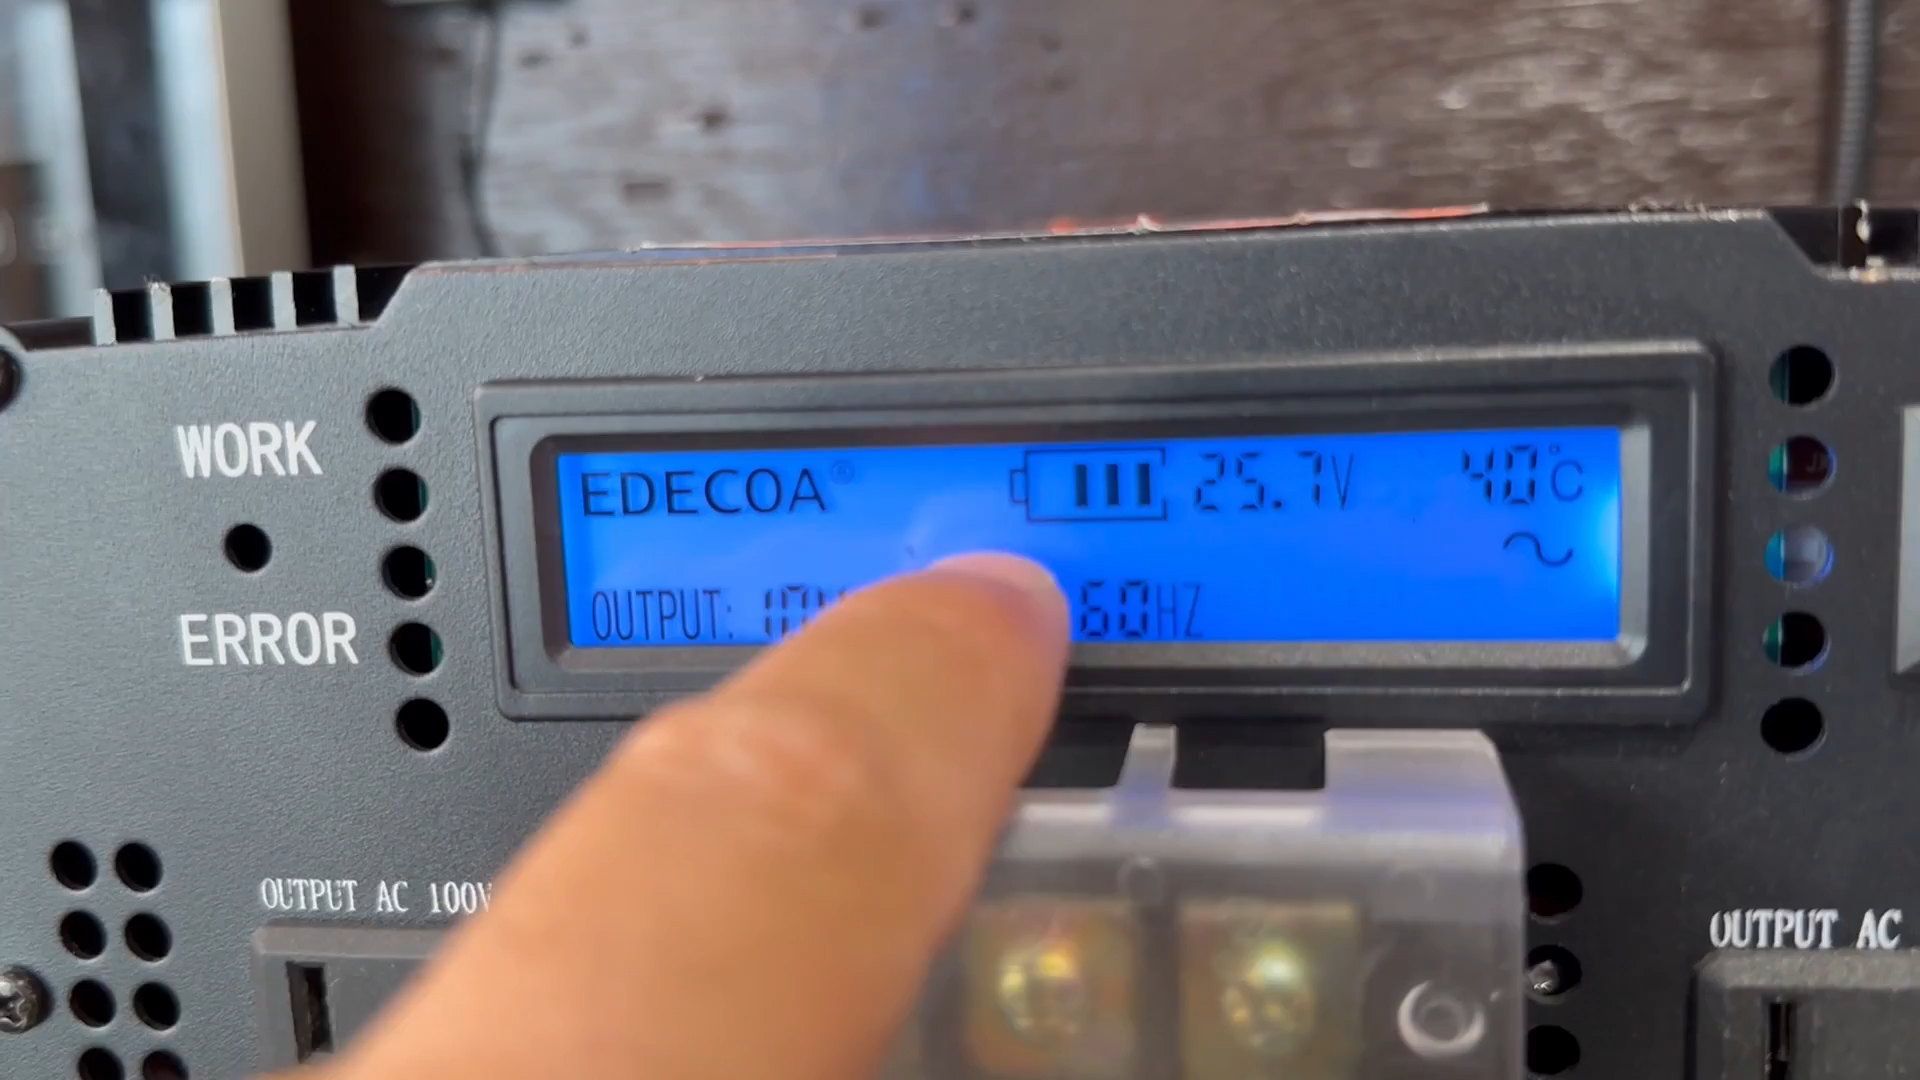 WORK
ERROR
EDECOA®
25.7V
40°C
OUTPUT:
60HZ
OUTPUT AC 100V
OUTPUT AC